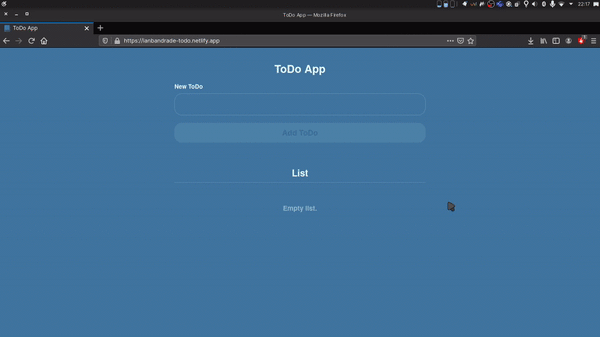 22:17
ToDo App — Mozilla Firefox
ToDo App
https://ianbandrade-todo.netlify.app
ToDo App
New ToDo
Add ToDo
List
Empty list.